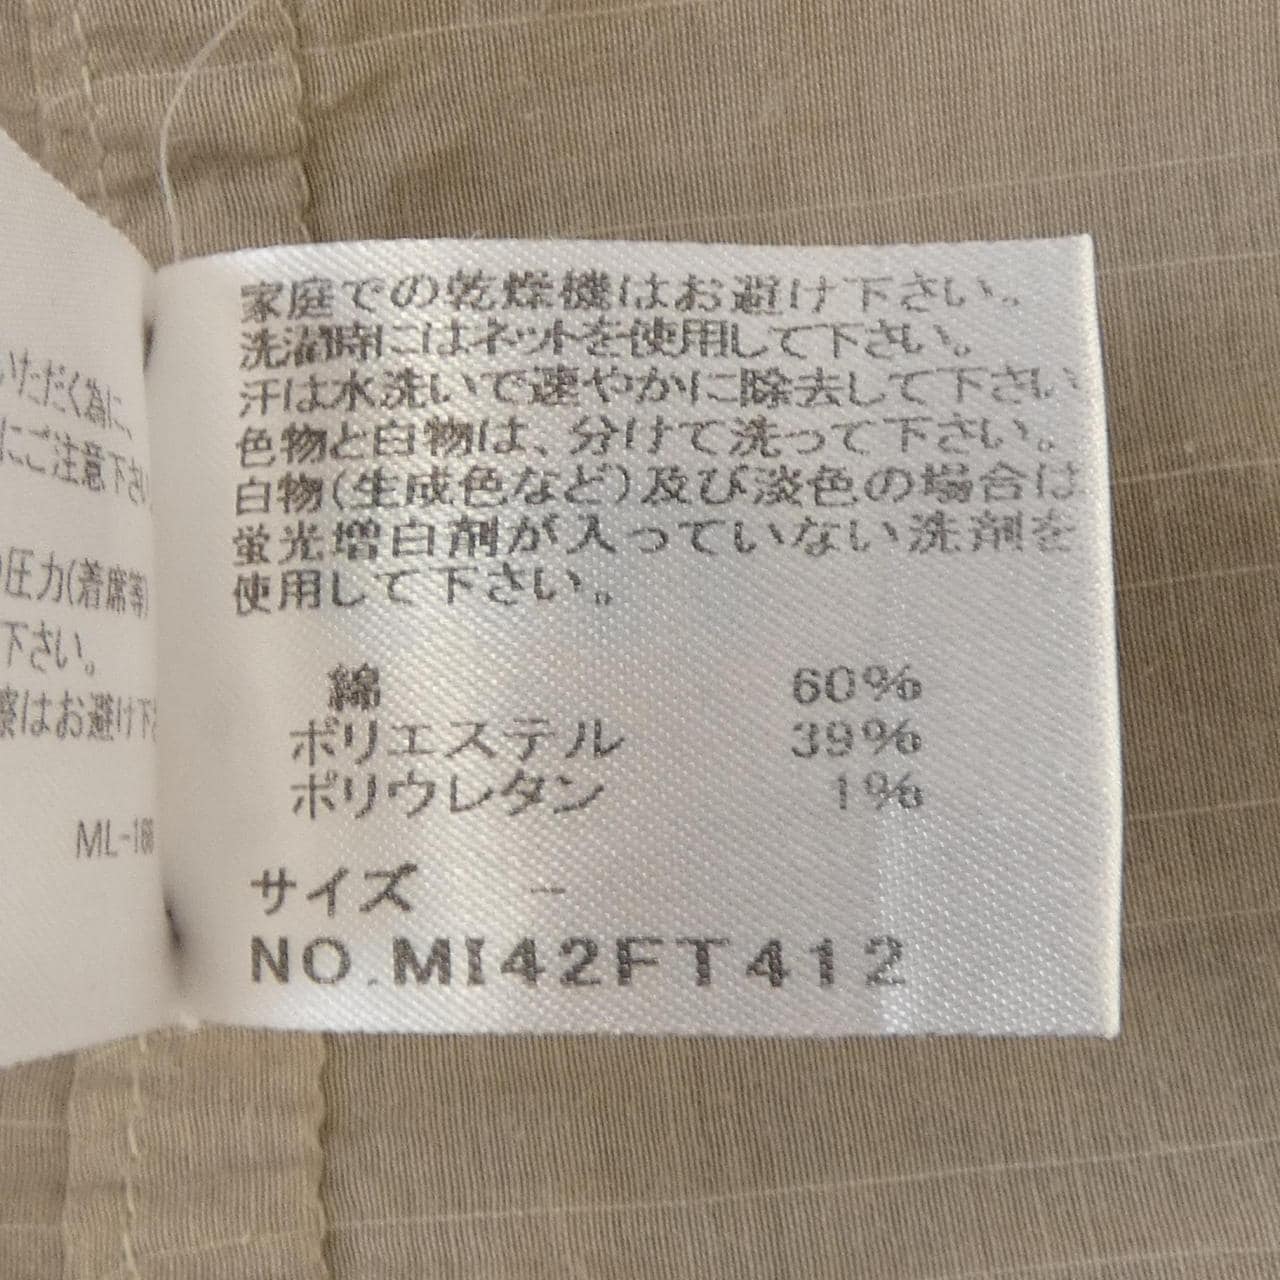 いただく為に、
にご注意下さい
圧力(着席等)
下さい。
はお避け下さ
ML-1
家庭での乾燥機はお避け下さい。
洗濯時にはネットを使用して下さい。
汗は水洗いで速やかに除去して下さい
色物と白物は、分けて洗って下さい。
白物(生成色など)及び淡色の場合は
蛍光増白剤が入っていない洗剤を
使用して下さい。
綿 60%
ポリエステル 39%
ポリウレタン 1%
サイズ -
NO.MI42FT412